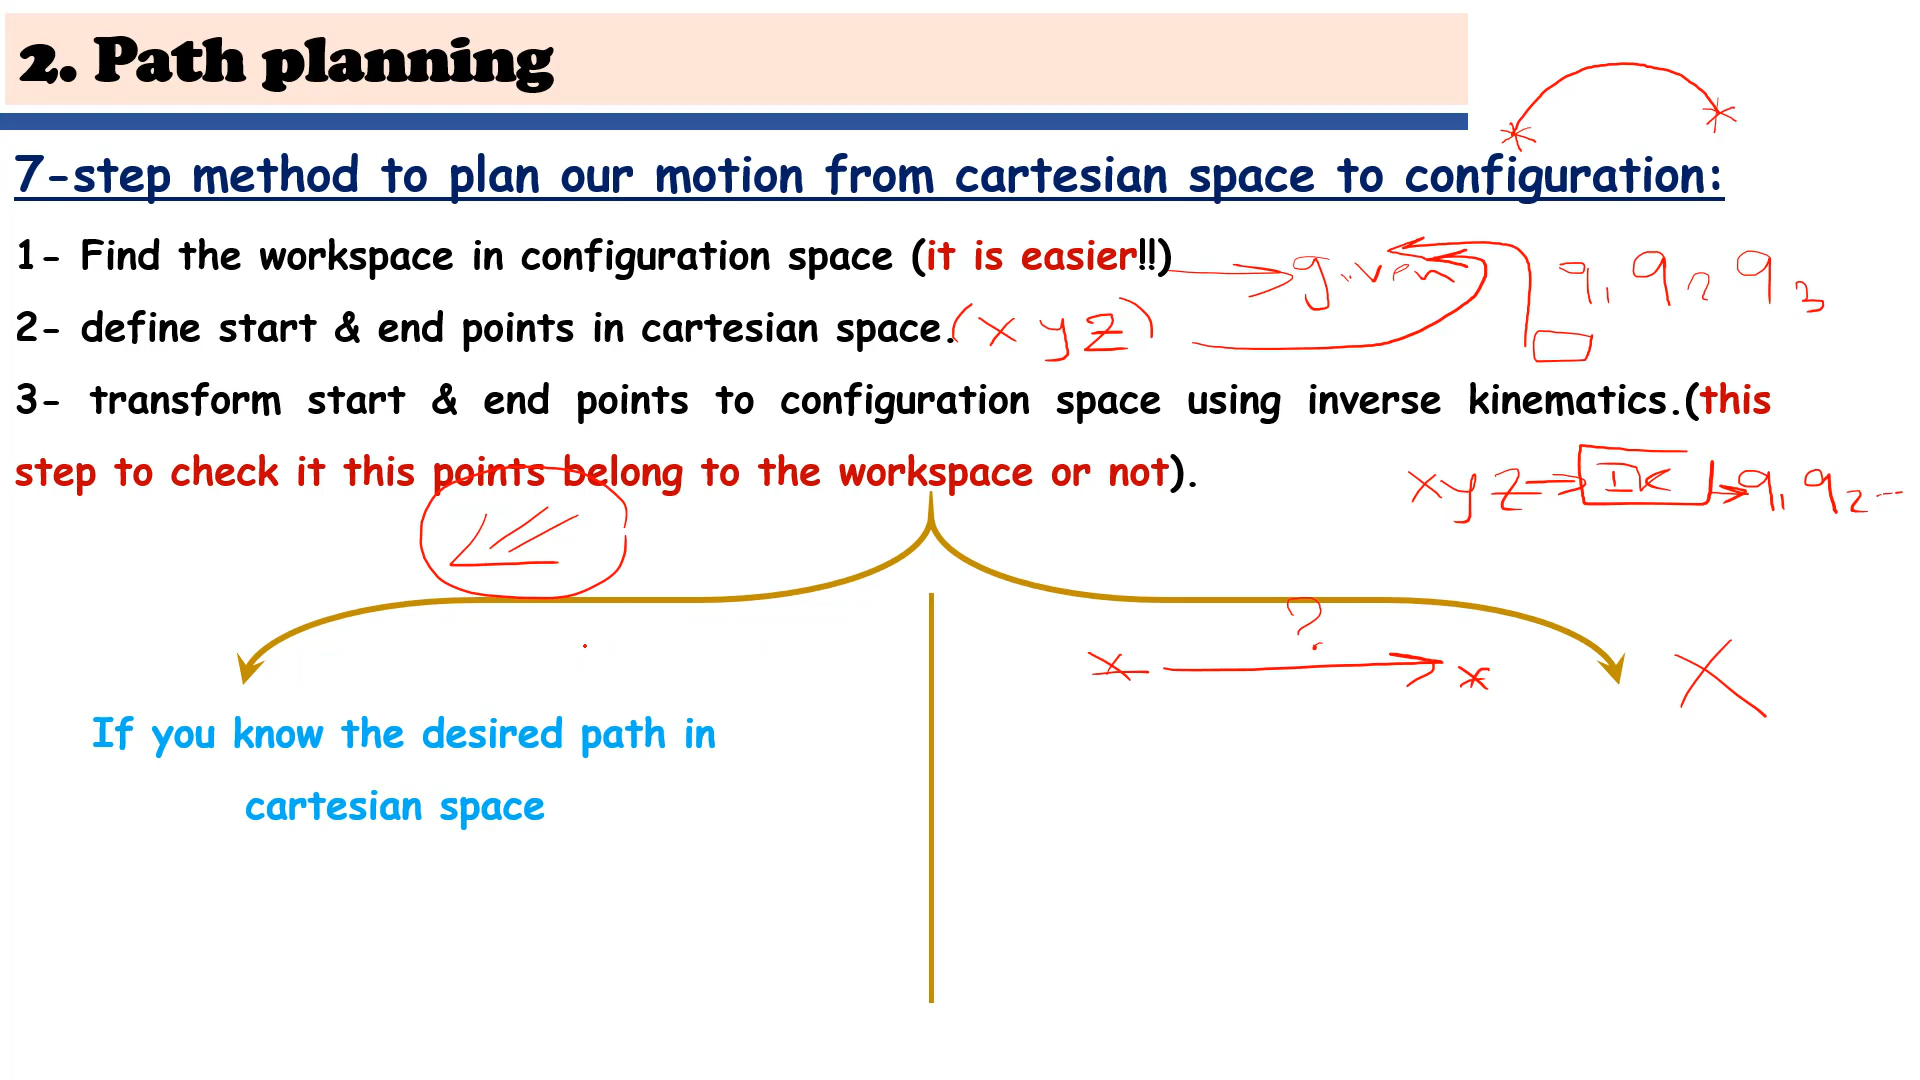 2. Path planning
7-step method to plan our motion from cartesian space to configuration:
1- Find the workspace in configuration space (it is easier!!) given q1 q2 q3
2- define start & end points in cartesian space. (x y z)
3- transform start & end points to configuration space using inverse kinematics.(this
step to check it this points belong to the workspace or not).
xyz IK q1 q2 --
?
If you know the desired path in
cartesian space